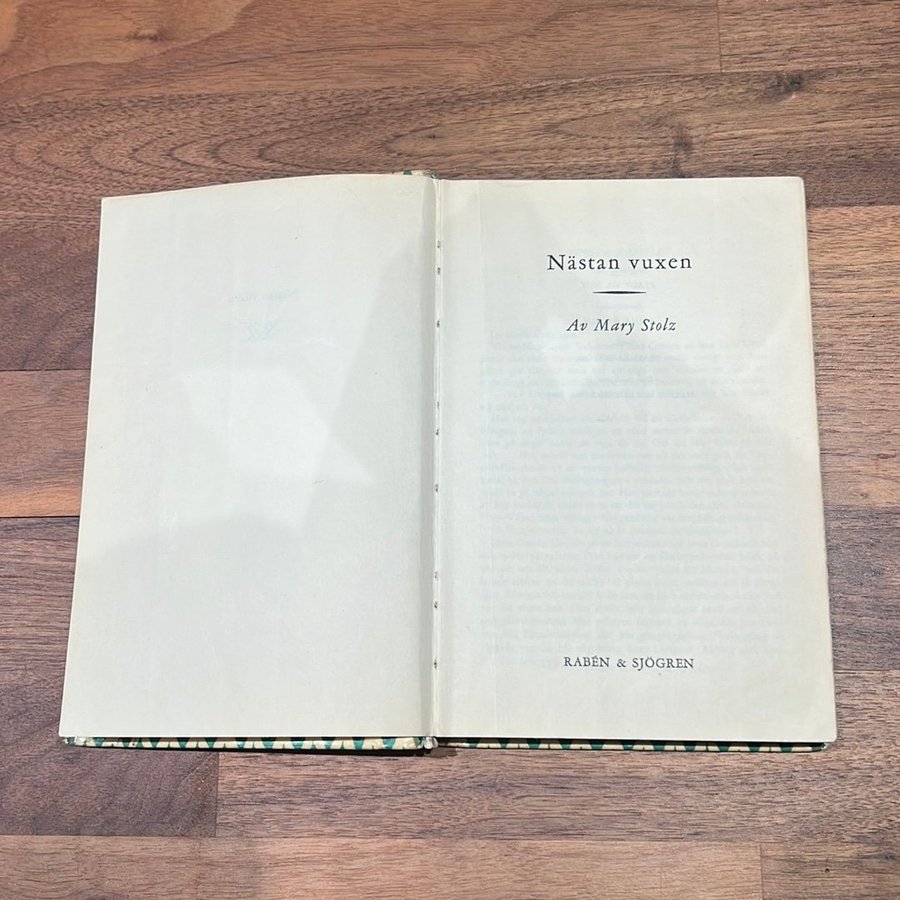 Nästan vuxen
Av Mary Stolz
RABÉN & SJÖGREN